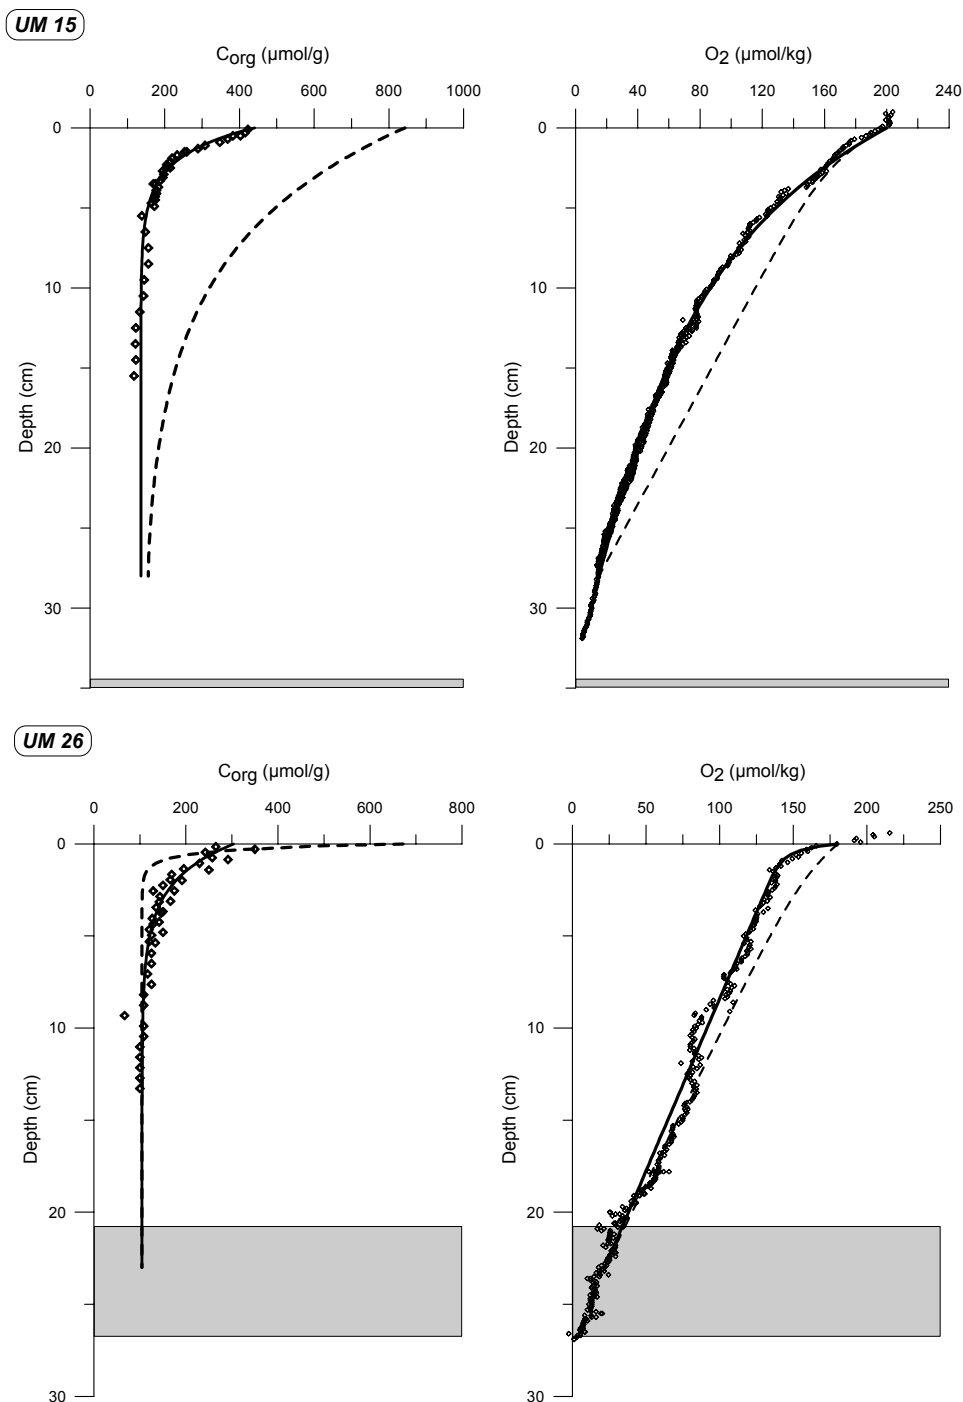 UM 15
Corg (µmol/g)
0 200 400 600 800 1000
0
10
20
30
Depth (cm)
O2 (µmol/kg)
0 40 80 120 160 200 240
0
10
20
30
Depth (cm)
UM 26
Corg (µmol/g)
0 200 400 600 800
0
10
20
30
Depth (cm)
O2 (µmol/kg)
0 50 100 150 200 250
0
10
20
30
Depth (cm)